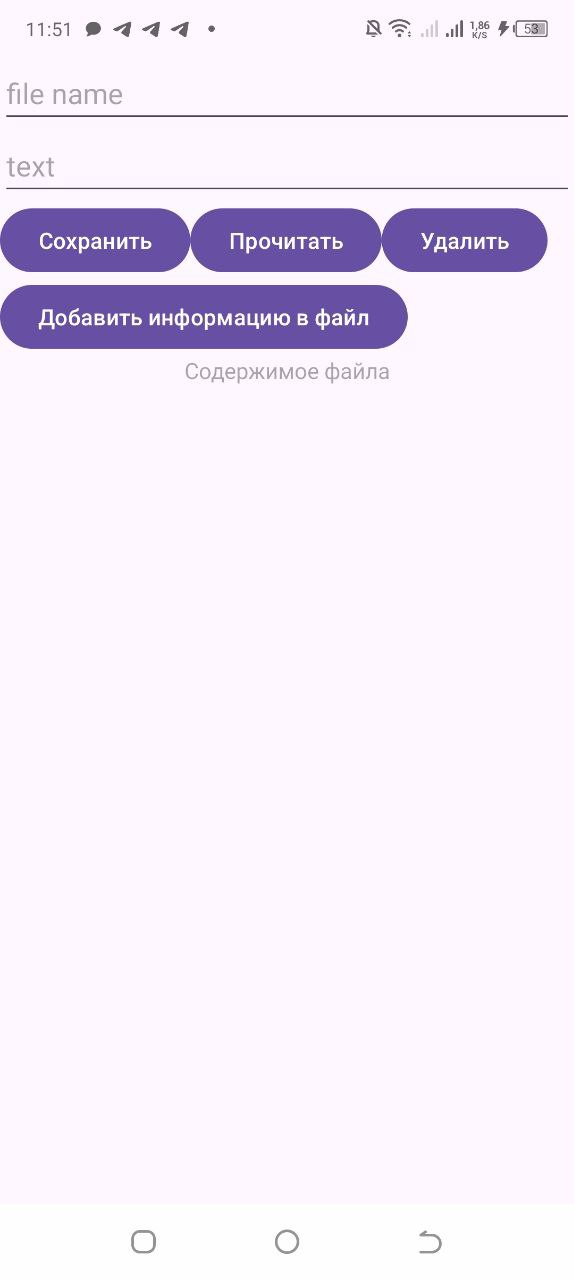 11:51 1,86 K/S 53
file name
text
Сохранить Прочитать Удалить
Добавить информацию в файл
Содержимое файла